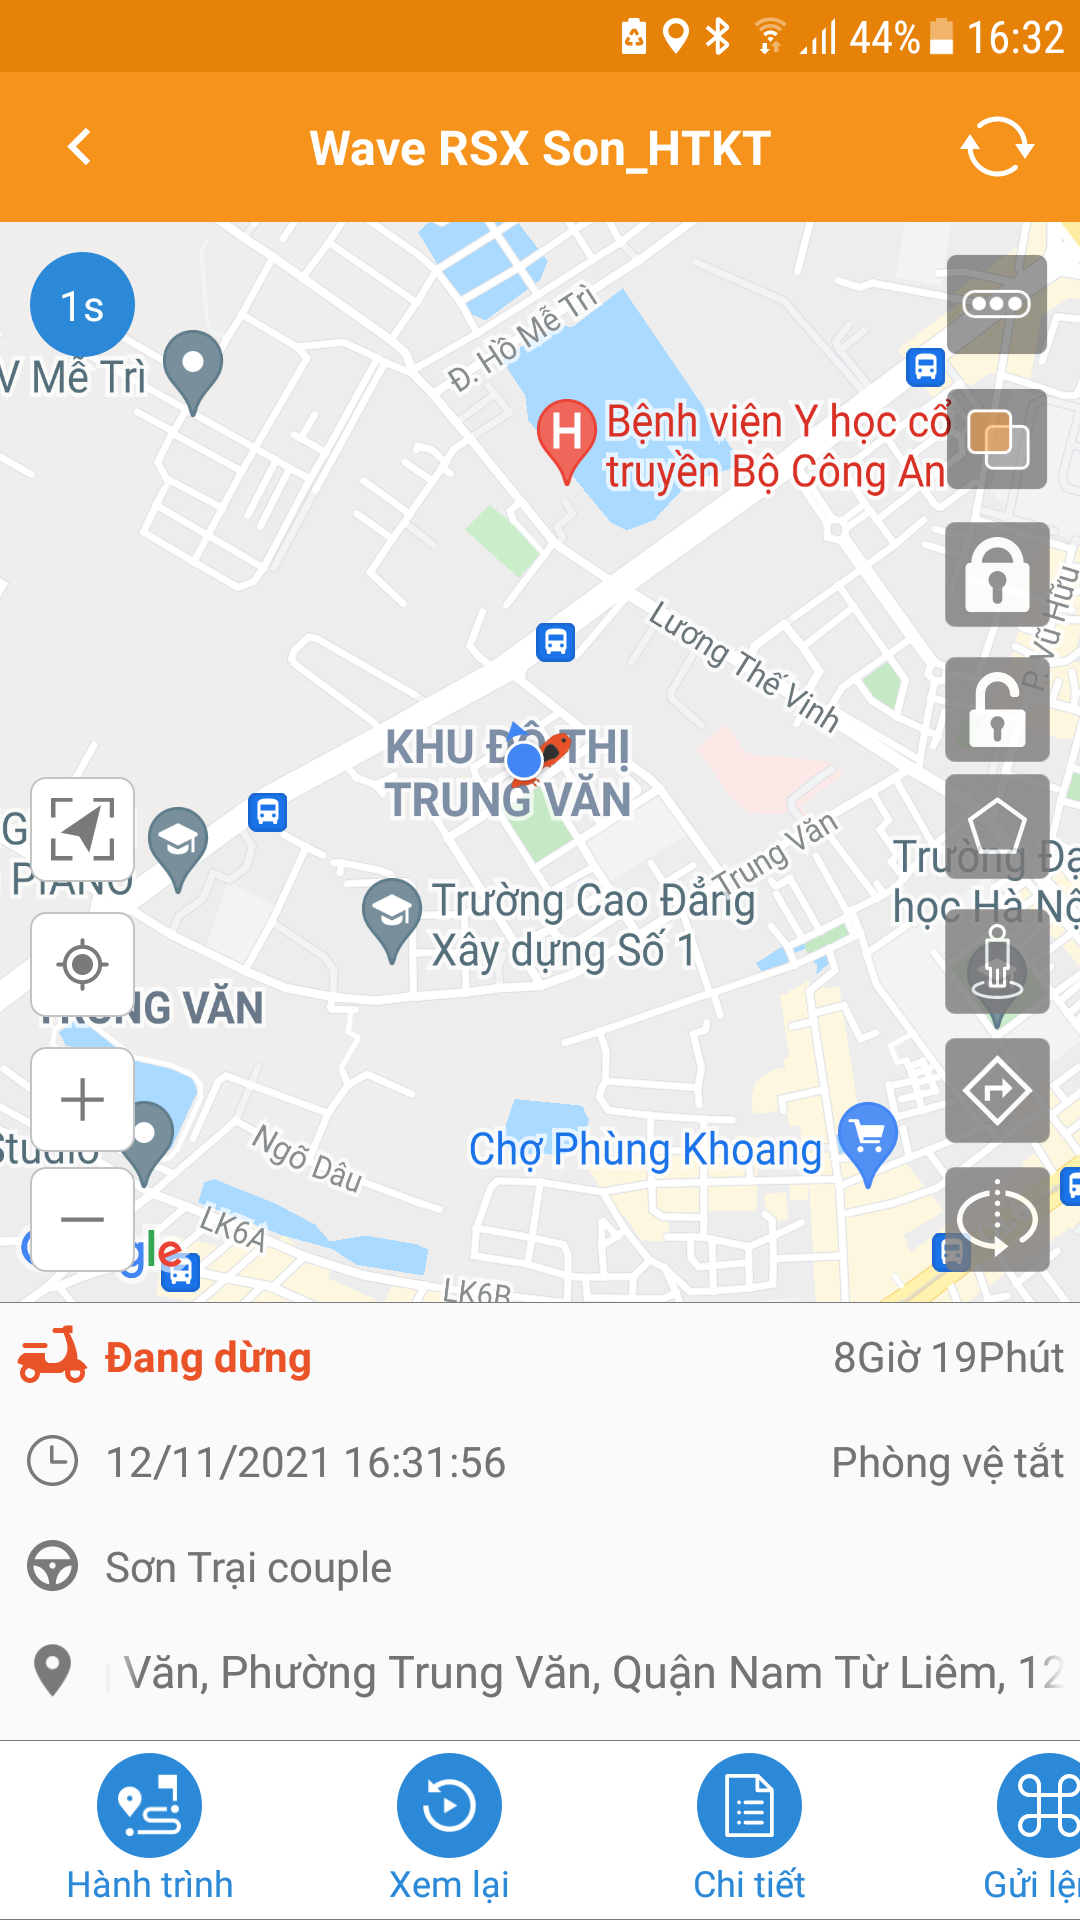 44% 16:32
Wave RSX Son_HTKT
1s
Đ. Hồ Mễ Trì
V Mễ Trì
Bệnh viện Y học cổ
truyền Bộ Công An
P. Vũ Hữu
Lương Thế Vinh
KHU ĐÔ THỊ
TRUNG VĂN
G
PIANO
Trung Văn
Trường Đạ
học Hà Nộ
Trường Cao Đẳng
Xây dựng Số 1
TRUNG VĂN
Studio
Ngõ Dâu
Chợ Phùng Khoang
LK6A
Google
LK6B
Đang dừng
8Giờ 19Phút
12/11/2021 16:31:56
Phòng vệ tắt
Sơn Trại couple
Văn, Phường Trung Văn, Quận Nam Từ Liêm, 12
Hành trình
Xem lại
Chi tiết
Gửi lệ